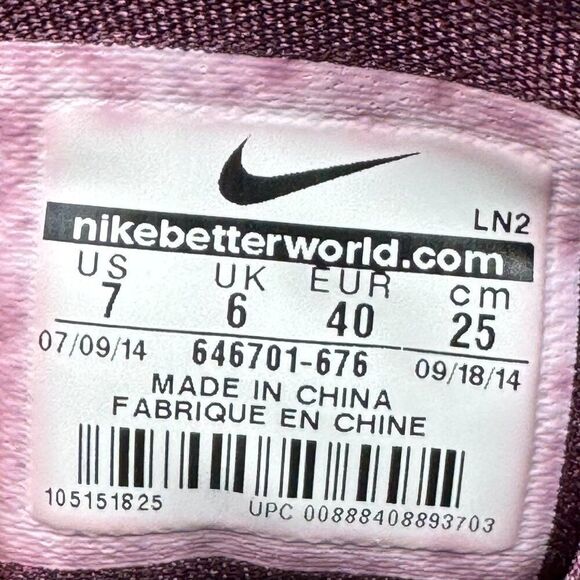 LN2
nikebetterworld.com
US UK EUR cm
7 6 40 25
07/09/14 646701-676 09/18/14
MADE IN CHINA
FABRIQUE EN CHINE
105151825 UPC 00888408893703